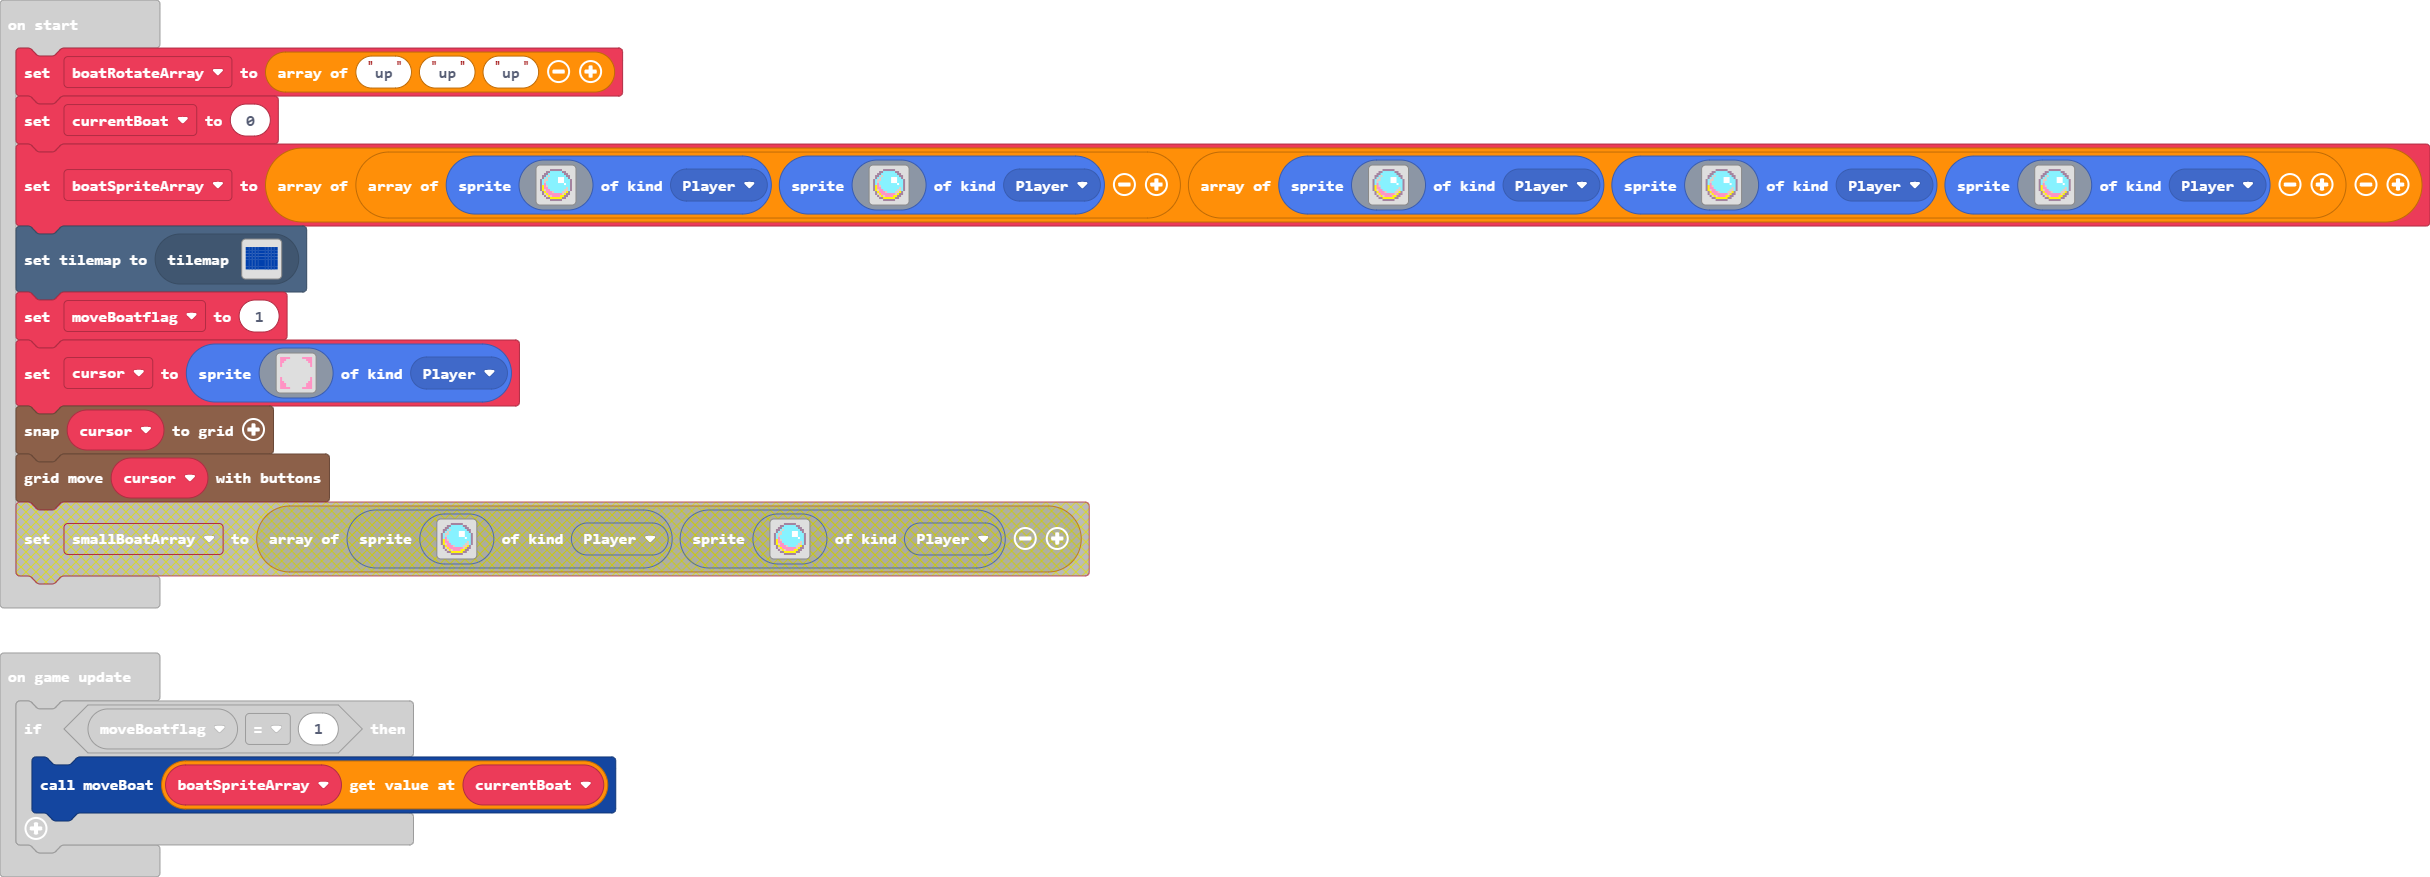 on start
set boatRotateArray to array of "up" "up" "up"
set currentBoat to 0
set boatSpriteArray to array of array of sprite of kind Player sprite of kind Player array of sprite of kind Player sprite of kind Player sprite of kind Player
set tilemap to tilemap
set moveBoatflag to 1
set cursor to sprite of kind Player
snap cursor to grid
grid move cursor with buttons
set smallBoatArray to array of sprite of kind Player sprite of kind Player
on game update
if moveBoatflag = 1 then
call moveBoat boatSpriteArray get value at currentBoat